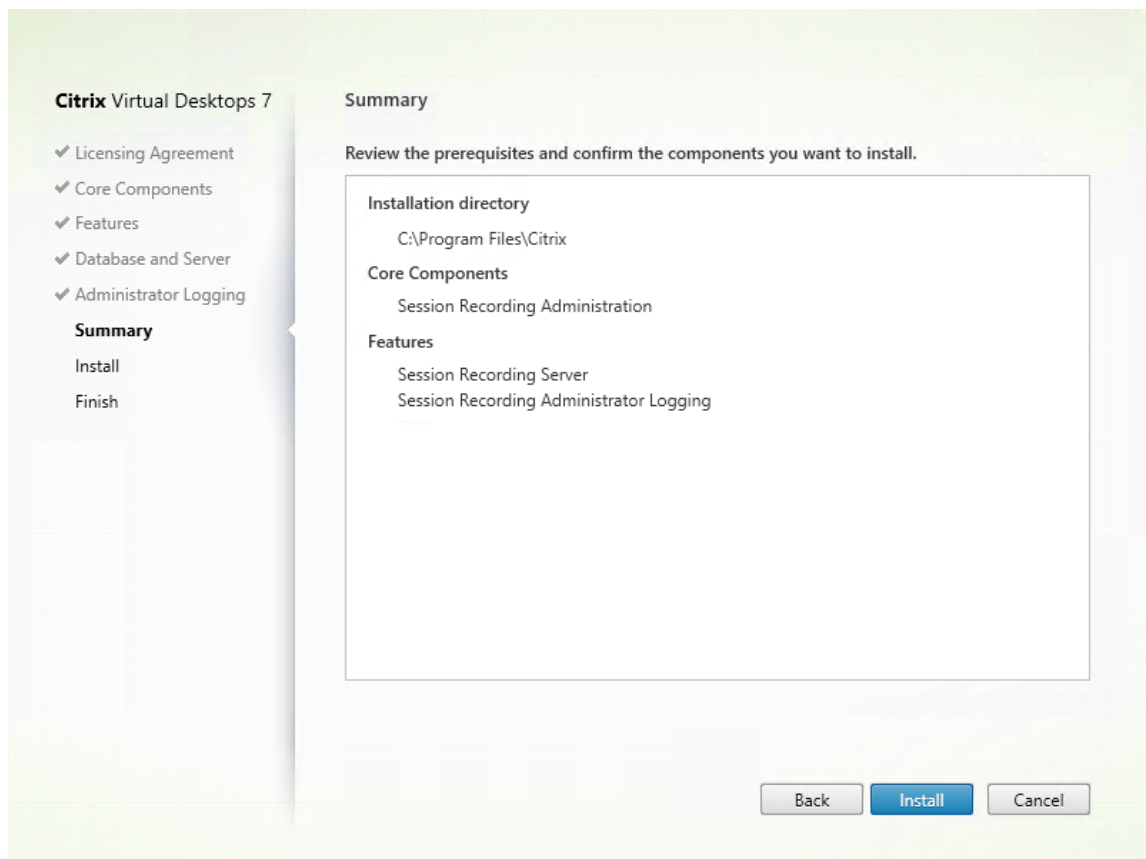 Citrix Virtual Desktops 7
✔ Licensing Agreement
✔ Core Components
✔ Features
✔ Database and Server
✔ Administrator Logging
Summary
Install
Finish
Summary
Review the prerequisites and confirm the components you want to install.
Installation directory
C:\Program Files\Citrix
Core Components
Session Recording Administration
Features
Session Recording Server
Session Recording Administrator Logging
Back
Install
Cancel